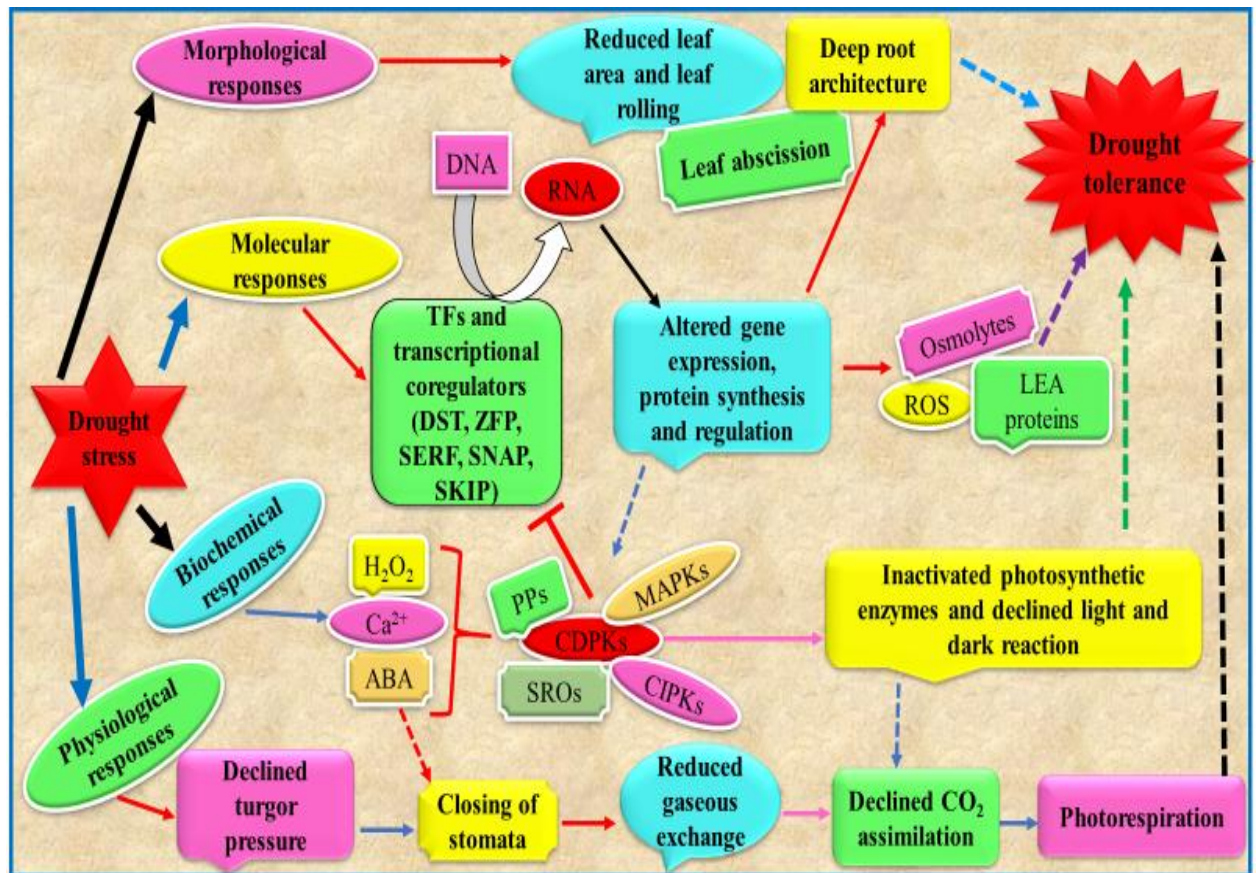 Morphological
responses
Reduced leaf
area and leaf
rolling
Deep root
architecture
Drought
tolerance
DNA
RNA
Leaf abscission
Molecular
responses
TFs and
transcriptional
coregulators
(DST, ZFP,
SERF, SNAP,
SKIP)
Altered gene
expression,
protein synthesis
and regulation
Osmolytes
ROS
LEA
proteins
Drought
stress
Biochemical
responses
H₂O₂
Ca²⁺
ABA
PPs
MAPKs
CDPKs
SROs
CIPKs
Inactivated photosynthetic
enzymes and declined light and
dark reaction
Physiological
responses
Declined
turgor
pressure
Closing of
stomata
Reduced
gaseous
exchange
Declined CO₂
assimilation
Photorespiration